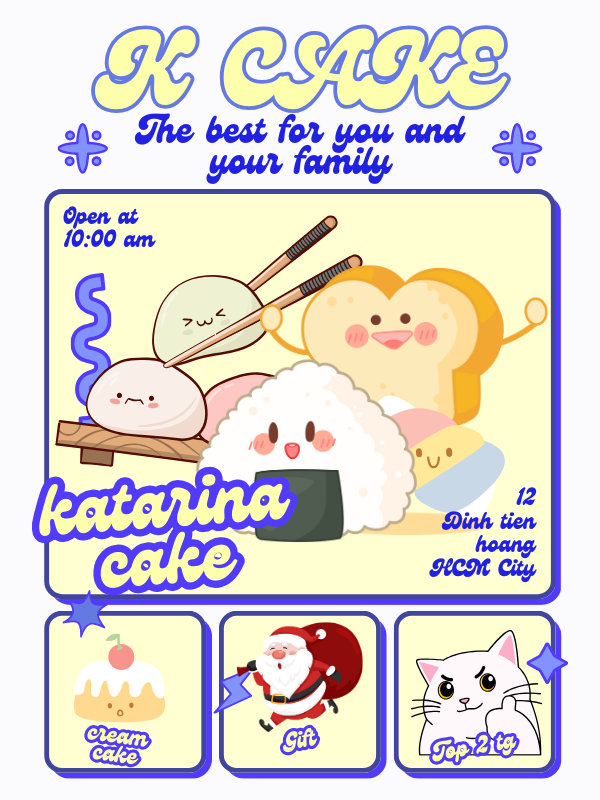 K CAKE
The best for you and
your family
Open at
10:00 am
katarina
cake
12
Dinh tien
hoang
HCM City
cream
cake
Gift
Top 2 tg